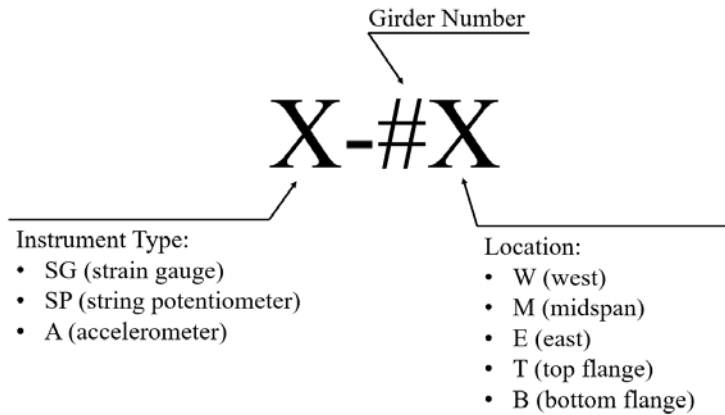 Girder Number
X-#X
Instrument Type:
• SG (strain gauge)
• SP (string potentiometer)
• A (accelerometer)
Location:
• W (west)
• M (midspan)
• E (east)
• T (top flange)
• B (bottom flange)